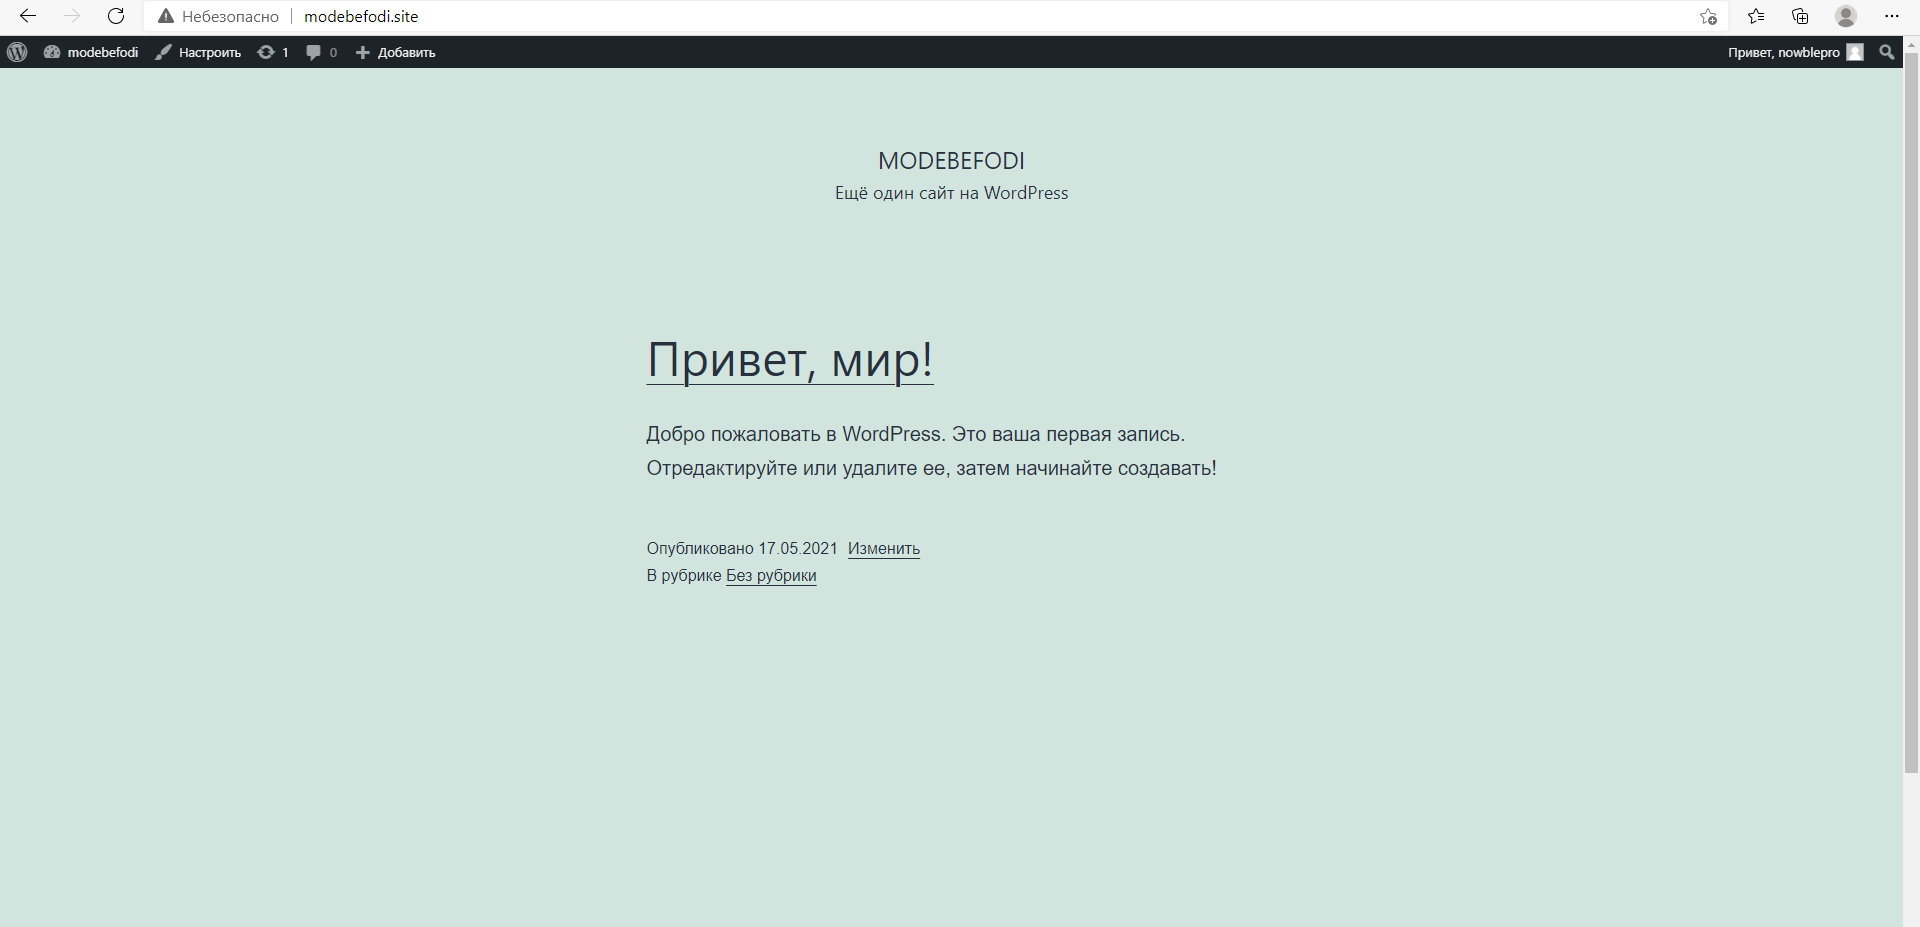 Небезопасно modebefodi.site
modebefodi Настроить 1 0 Добавить Привет, nowblepro
MODEBEFODI
Ещё один сайт на WordPress
Привет, мир!
Добро пожаловать в WordPress. Это ваша первая запись.
Отредактируйте или удалите ее, затем начинайте создавать!
Опубликовано 17.05.2021 Изменить
В рубрике Без рубрики